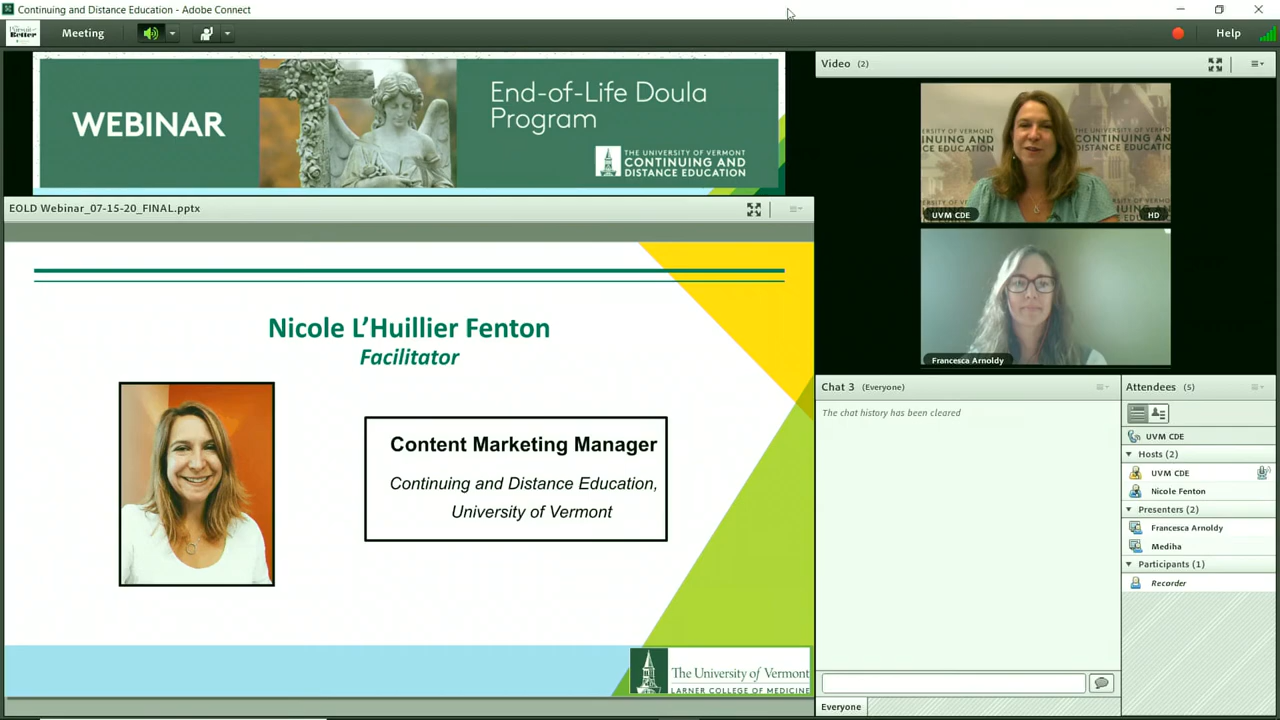 Continuing and Distance Education - Adobe Connect
Meeting
Help
WEBINAR
End-of-Life Doula
Program
THE UNIVERSITY OF VERMONT
CONTINUING AND
DISTANCE EDUCATION
EOLD Webinar_07-15-20_FINAL.pptx
Nicole L'Huillier Fenton
Facilitator
Content Marketing Manager
Continuing and Distance Education,
University of Vermont
The University of Vermont
LARNER COLLEGE OF MEDICINE
Video (2)
UVM CDE
HD
Francesca Arnoldy
Chat 3 (Everyone)
The chat history has been cleared
Everyone
Attendees (5)
UVM CDE
Hosts (2)
UVM CDE
Nicole Fenton
Presenters (2)
Francesca Arnoldy
Mediha
Participants (1)
Recorder